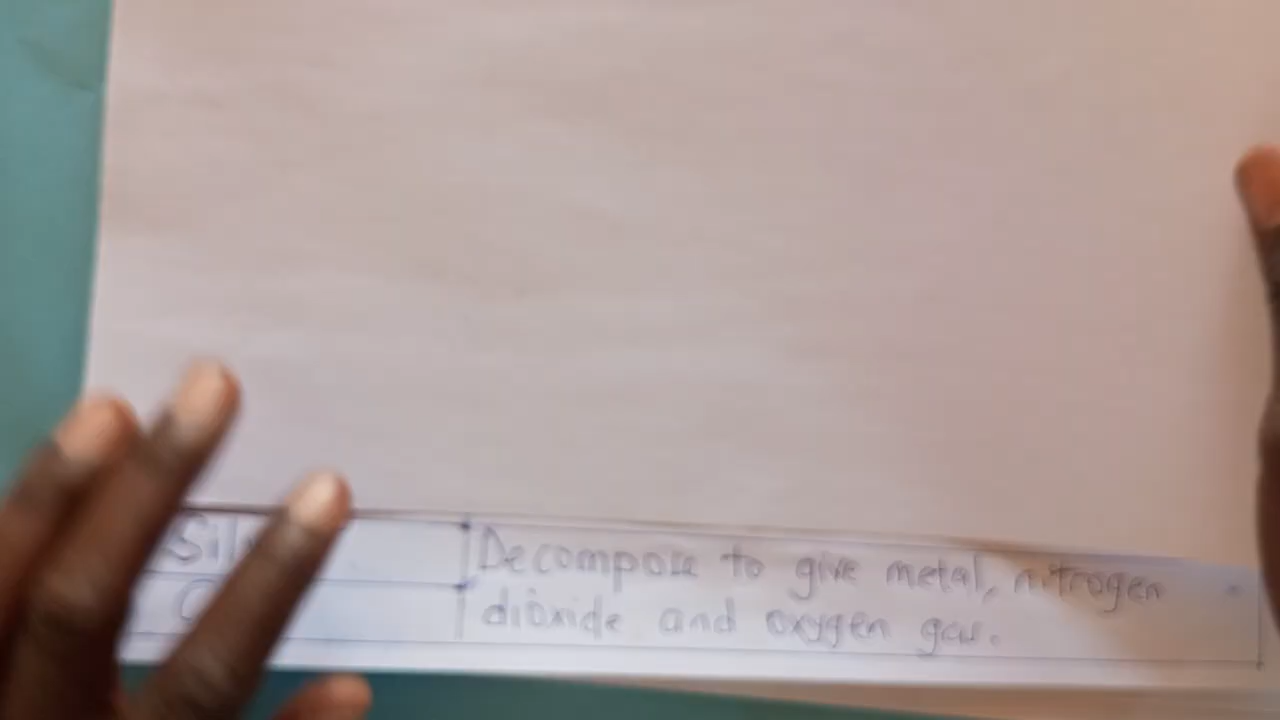 Decompose to give metal, nitrogen
dioxide and oxygen gas.